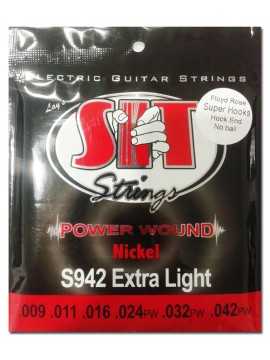 ELECTRIC GUITAR STRINGS
Floyd Rose
Super Hooks
Hook End
No ball
SIT
Strings
POWER WOUND
Nickel
S942 Extra Light
.009 .011 .016 .024PW .032PW .042PW